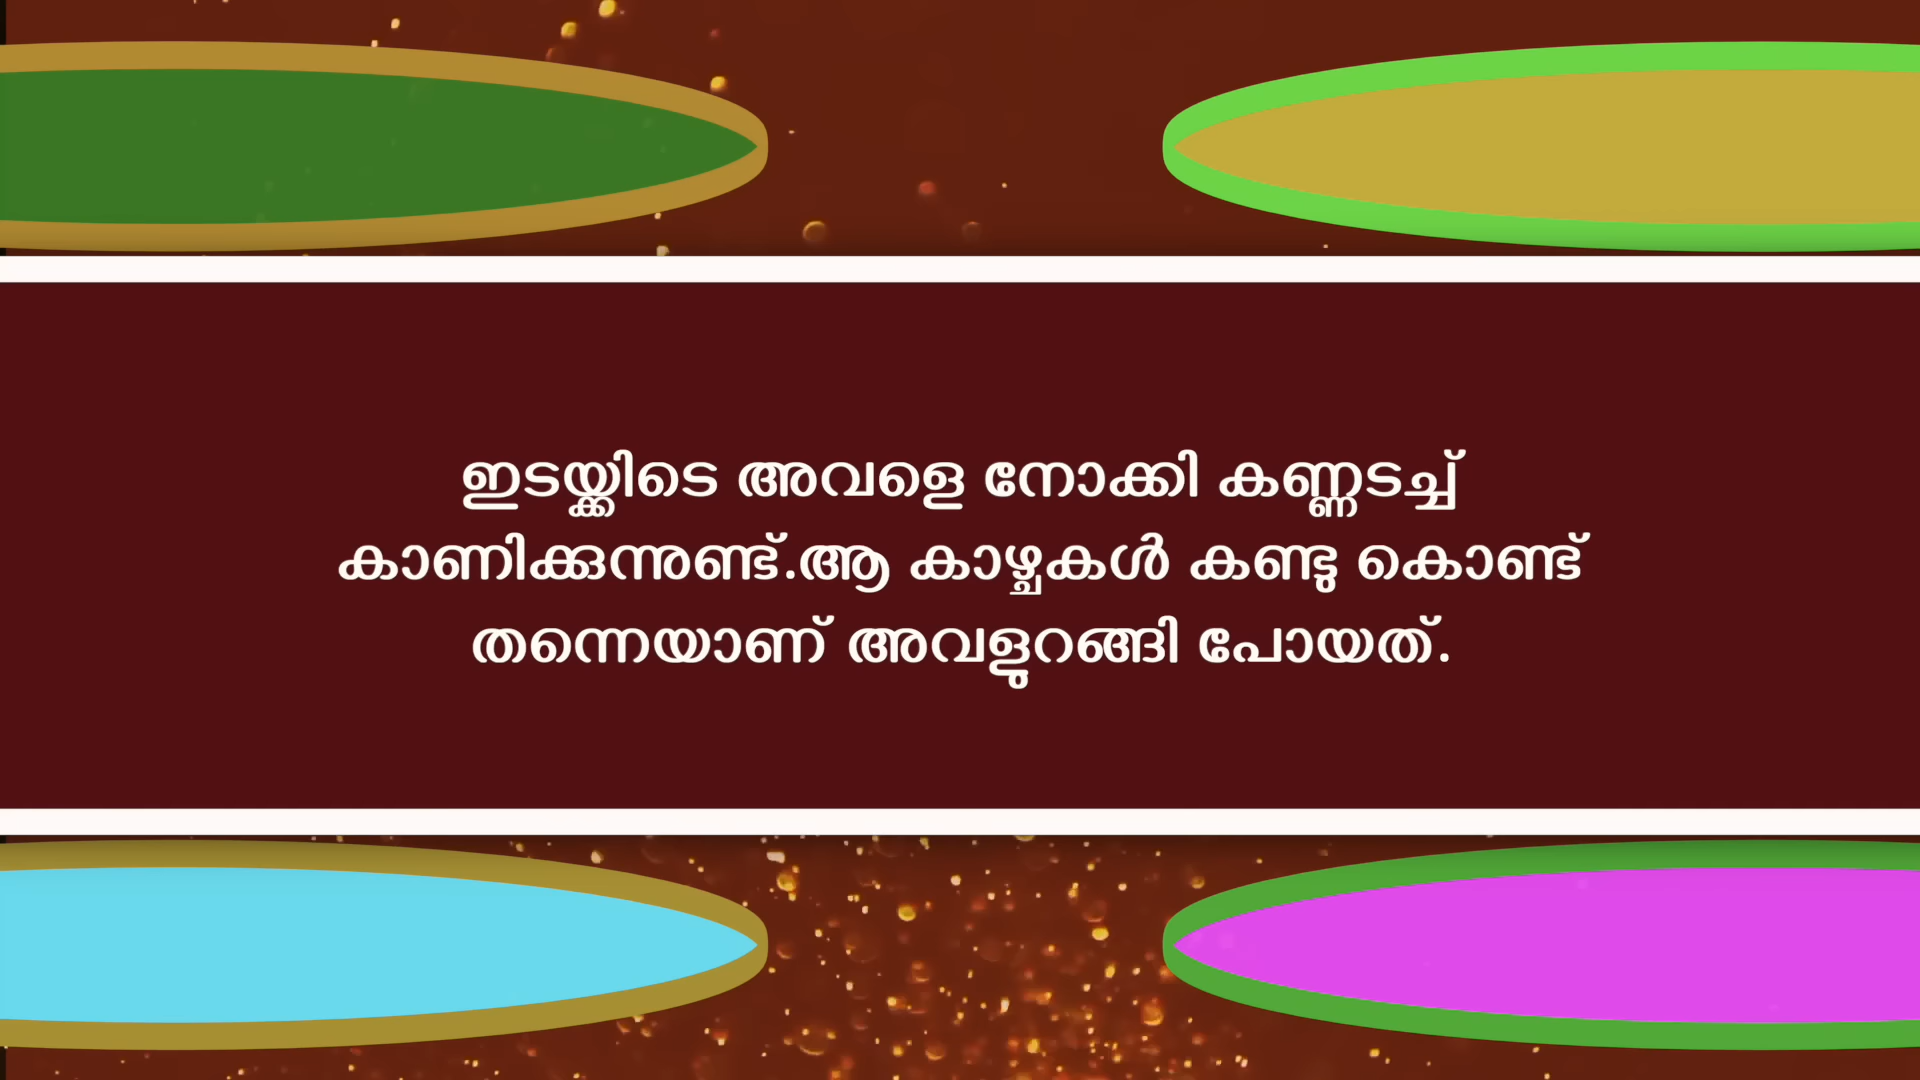 ഇടയ്ക്കിടെ അവളെ നോക്കി കണ്ണടച്ച്
കാണിക്കുന്നുണ്ട്.ആ കാഴ്ചകൾ കണ്ടു കൊണ്ട്
തന്നെയാണ് അവളുറങ്ങി പോയത്.